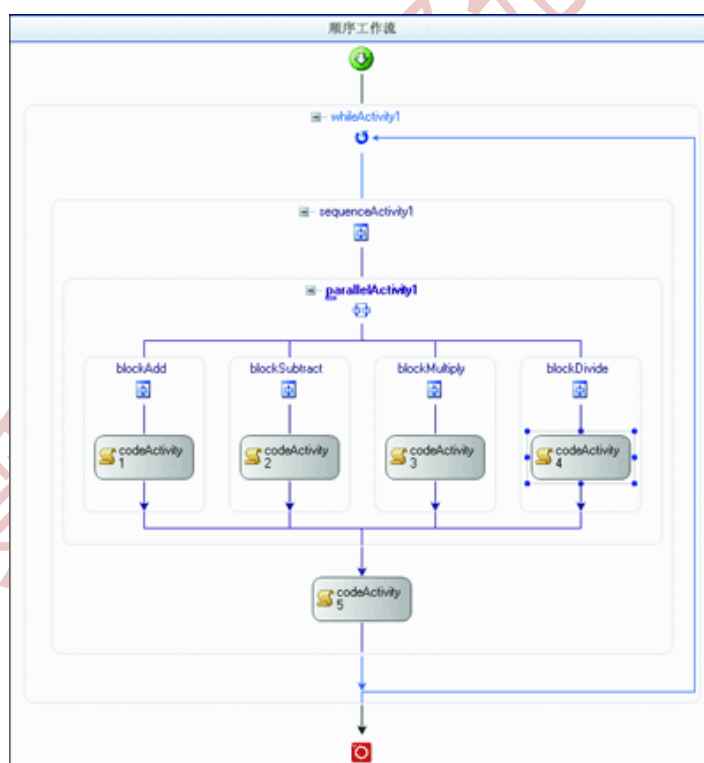 顺序工作流
whileActivity1
sequenceActivity1
parallelActivity1
blockAdd
blockSubtract
blockMultiply
blockDivide
codeActivity
1
codeActivity
2
codeActivity
3
codeActivity
4
codeActivity
5